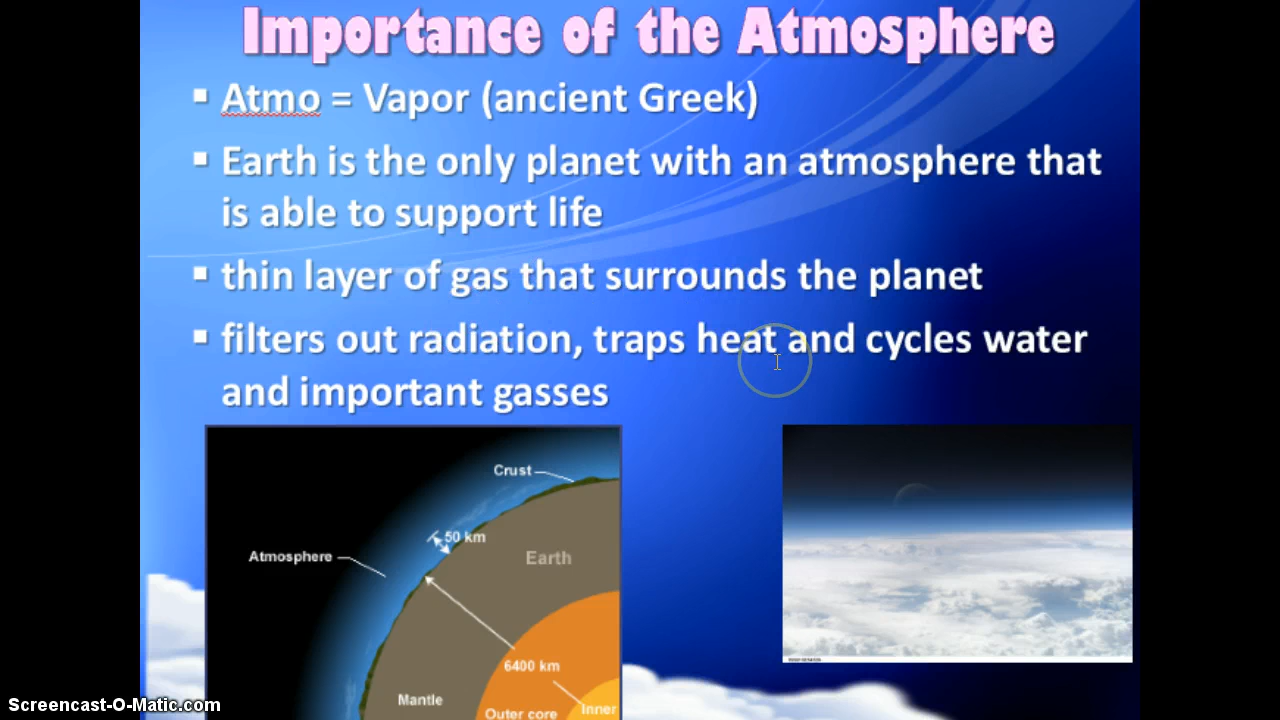 Importance of the Atmosphere
Atmo = Vapor (ancient Greek)
Earth is the only planet with an atmosphere that
is able to support life
thin layer of gas that surrounds the planet
filters out radiation, traps heat and cycles water
and important gasses
Crust
50 km
Atmosphere
Earth
6400 km
Mantle
Outer core
Inner
Screencast-O-Matic.com